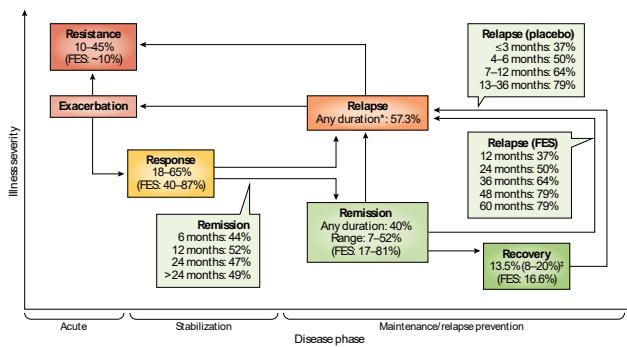 Resistance
10–45%
(FES: ~10%)
Exacerbation
Relapse
Any duration*: 57.3%
Relapse (placebo)
≤3 months: 37%
4–6 months: 50%
7–12 months: 64%
13–36 months: 79%
Response
18–65%
(FES: 40–87%)
Relapse (FES)
12 months: 37%
24 months: 50%
36 months: 64%
48 months: 79%
60 months: 79%
Remission
6 months: 44%
12 months: 52%
24 months: 47%
>24 months: 49%
Remission
Any duration: 40%
Range: 7–52%
(FES: 17–81%)
Recovery
13.5% (8–20%)‡
(FES: 16.6%)
Illness severity
Acute
Stabilization
Maintenance/relapse prevention
Disease phase